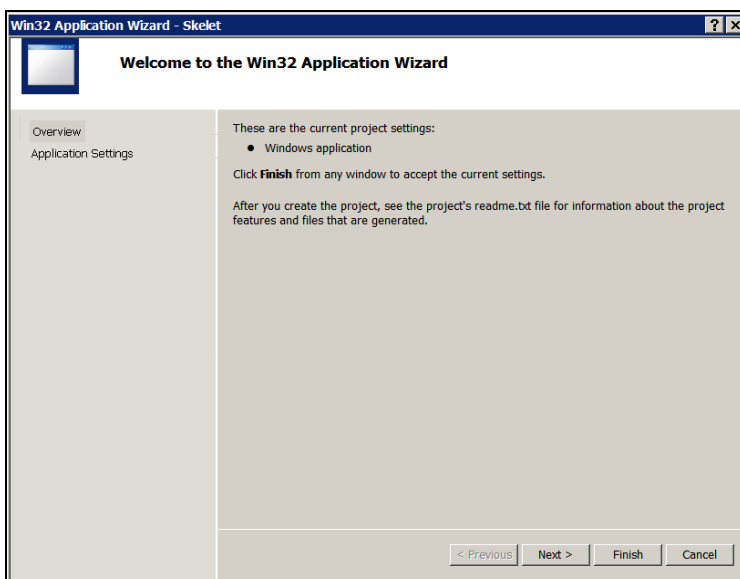 Win32 Application Wizard - Skelet
Welcome to the Win32 Application Wizard
Overview
Application Settings
These are the current project settings:
● Windows application
Click Finish from any window to accept the current settings.
After you create the project, see the project's readme.txt file for information about the project
features and files that are generated.
< Previous Next > Finish Cancel